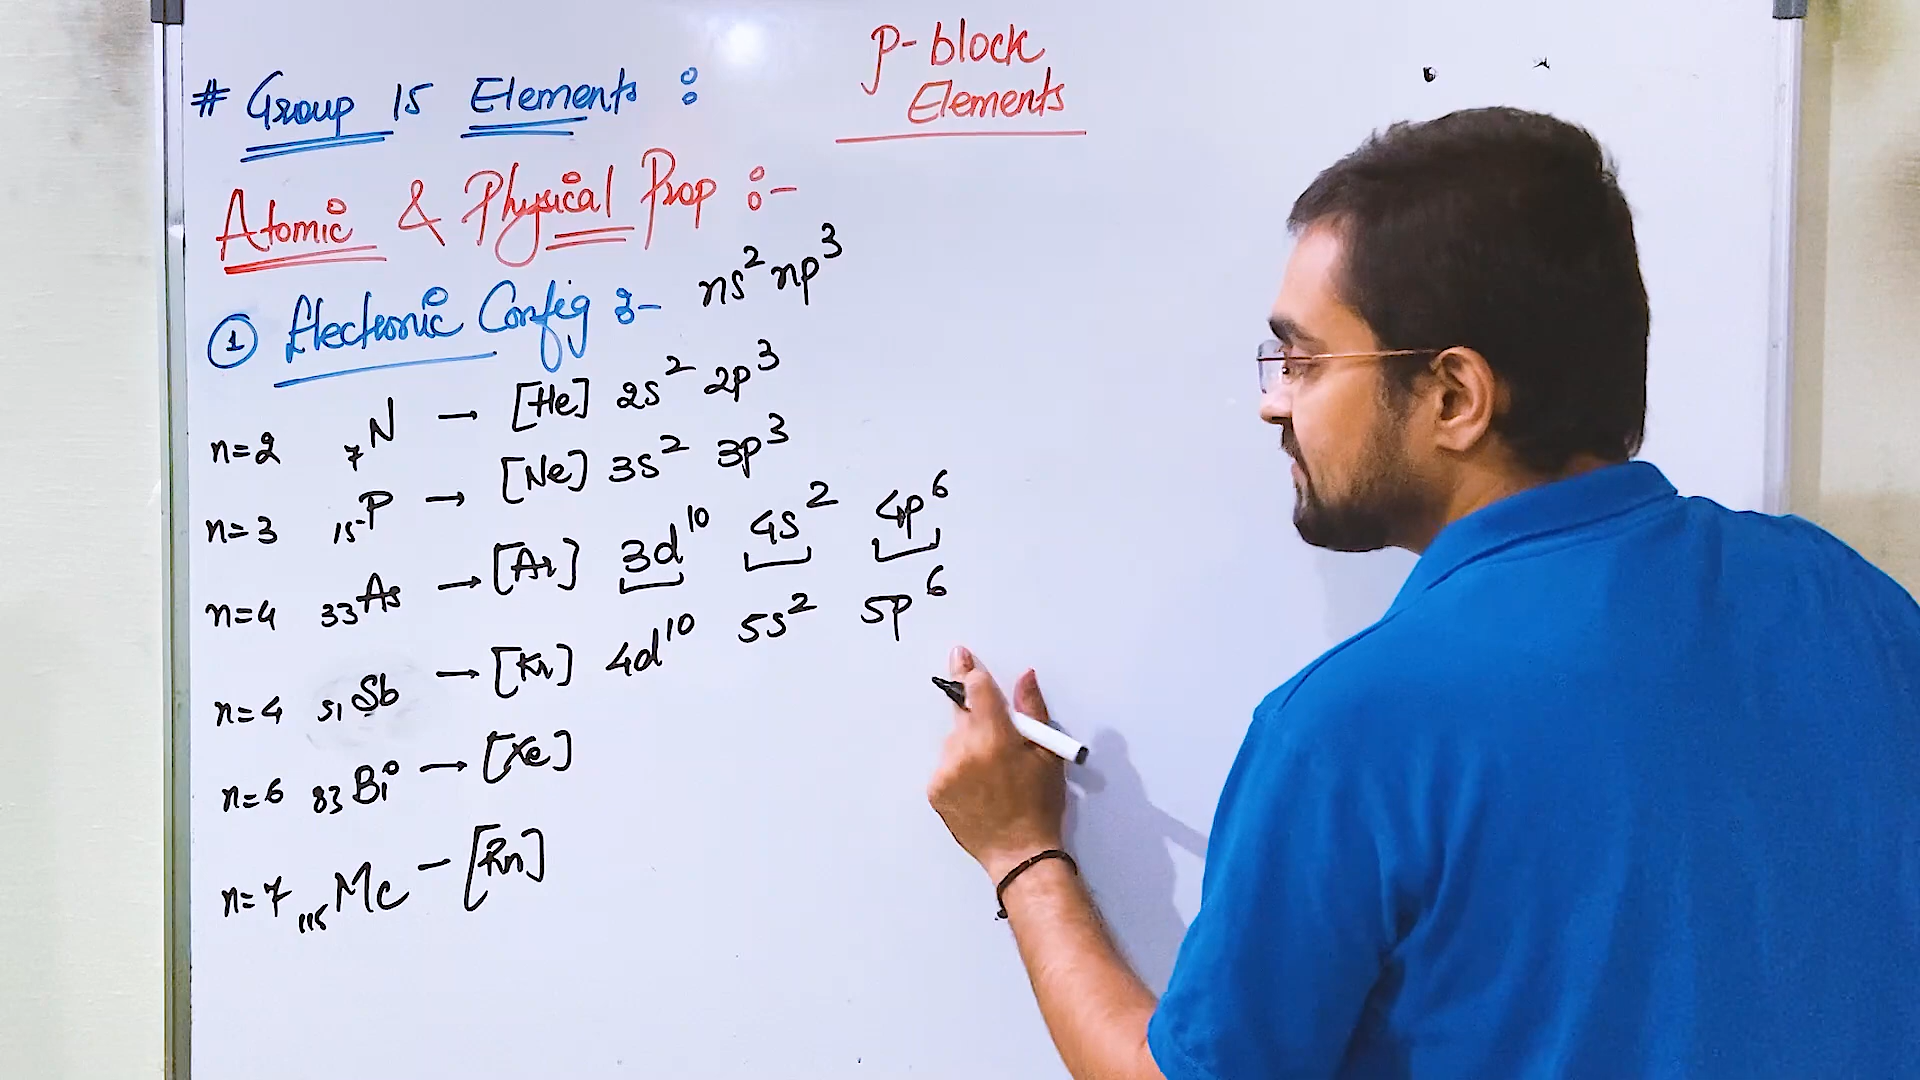 p-block
Elements
# Group 15 Elements :
Atomic & Physical Prop :-
① Electronic Config :- ns² np³
n=2 ₇N → [He] 2s² 2p³
n=3 ₁₅P → [Ne] 3s² 3p³
n=4 ₃₃As → [Ar] 3d¹⁰ 4s² 4p⁶
n=4 ₅₁Sb → [Kr] 4d¹⁰ 5s² 5p⁶
n=6 ₈₃Bi → [Xe]
n=7 ₁₁₅Mc – [Rn]